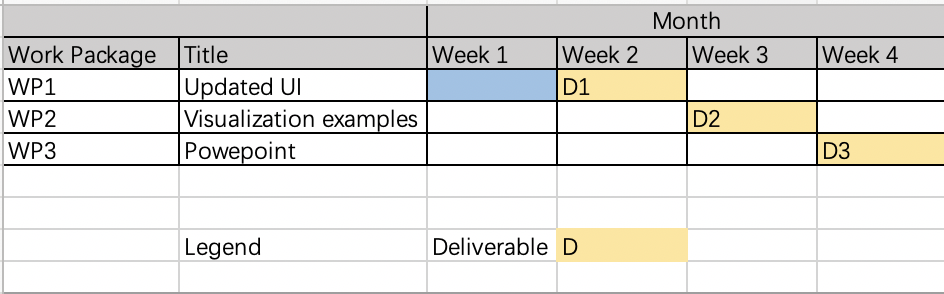 Month
Work Package Title Week 1 Week 2 Week 3 Week 4
WP1 Updated UI D1
WP2 Visualization examples D2
WP3 Powepoint D3
Legend Deliverable D